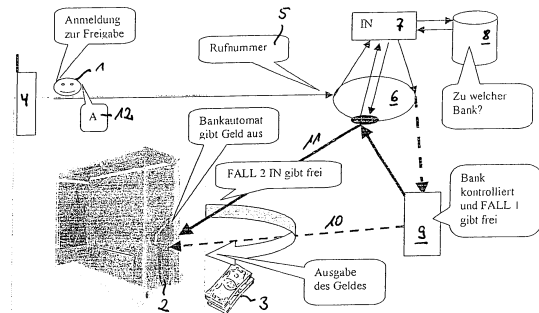 Anmeldung
zur Freigabe
1
4
A
12
Rufnummer
5
IN
7
8
6
Zu welcher
Bank?
Bankautomat
gibt Geld aus
11
FALL 2 IN gibt frei
Bank
kontrolliert
und FALL 1
gibt frei
9
10
Ausgabe
des Geldes
2
3